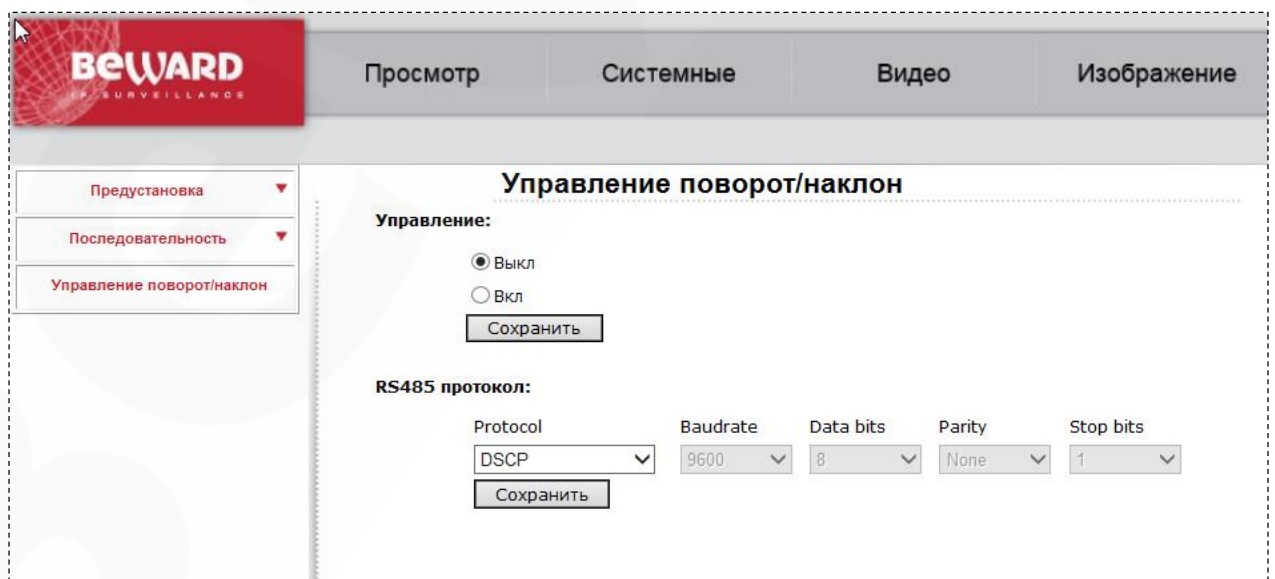 BEWARD
IP SURVEILLANCE
Просмотр Системные Видео Изображение
Предустановка
Последовательность
Управление поворот/наклон
Управление поворот/наклон
Управление:
Выкл
Вкл
Сохранить
RS485 протокол:
Protocol Baudrate Data bits Parity Stop bits
DSCP 9600 8 None 1
Сохранить